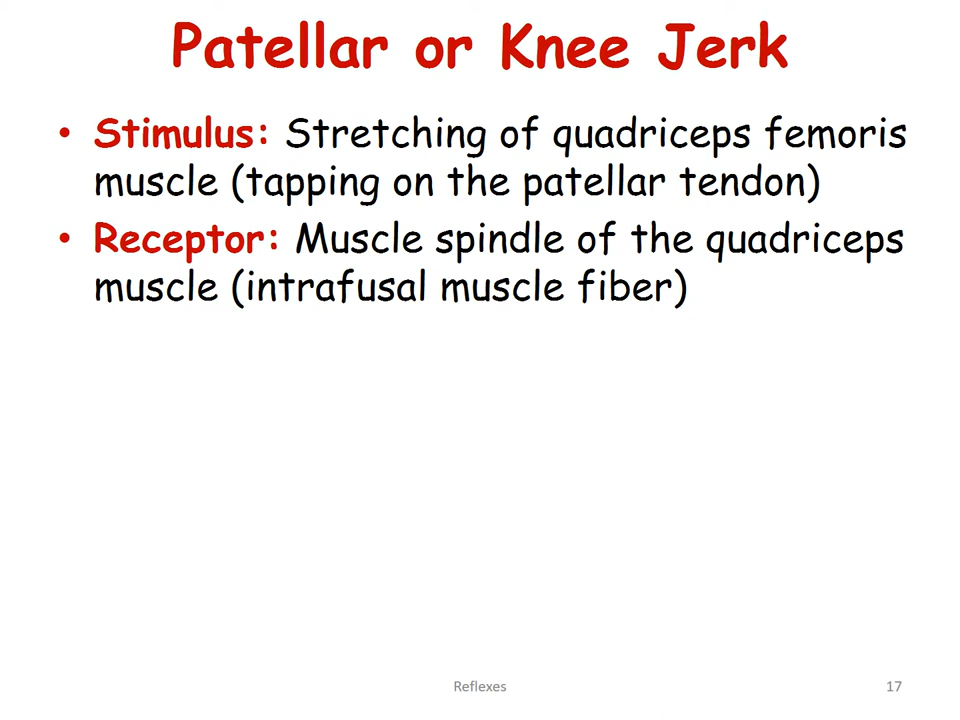 Patellar or Knee Jerk
• Stimulus: Stretching of quadriceps femoris
muscle (tapping on the patellar tendon)
• Receptor: Muscle spindle of the quadriceps
muscle (intrafusal muscle fiber)
Reflexes
17